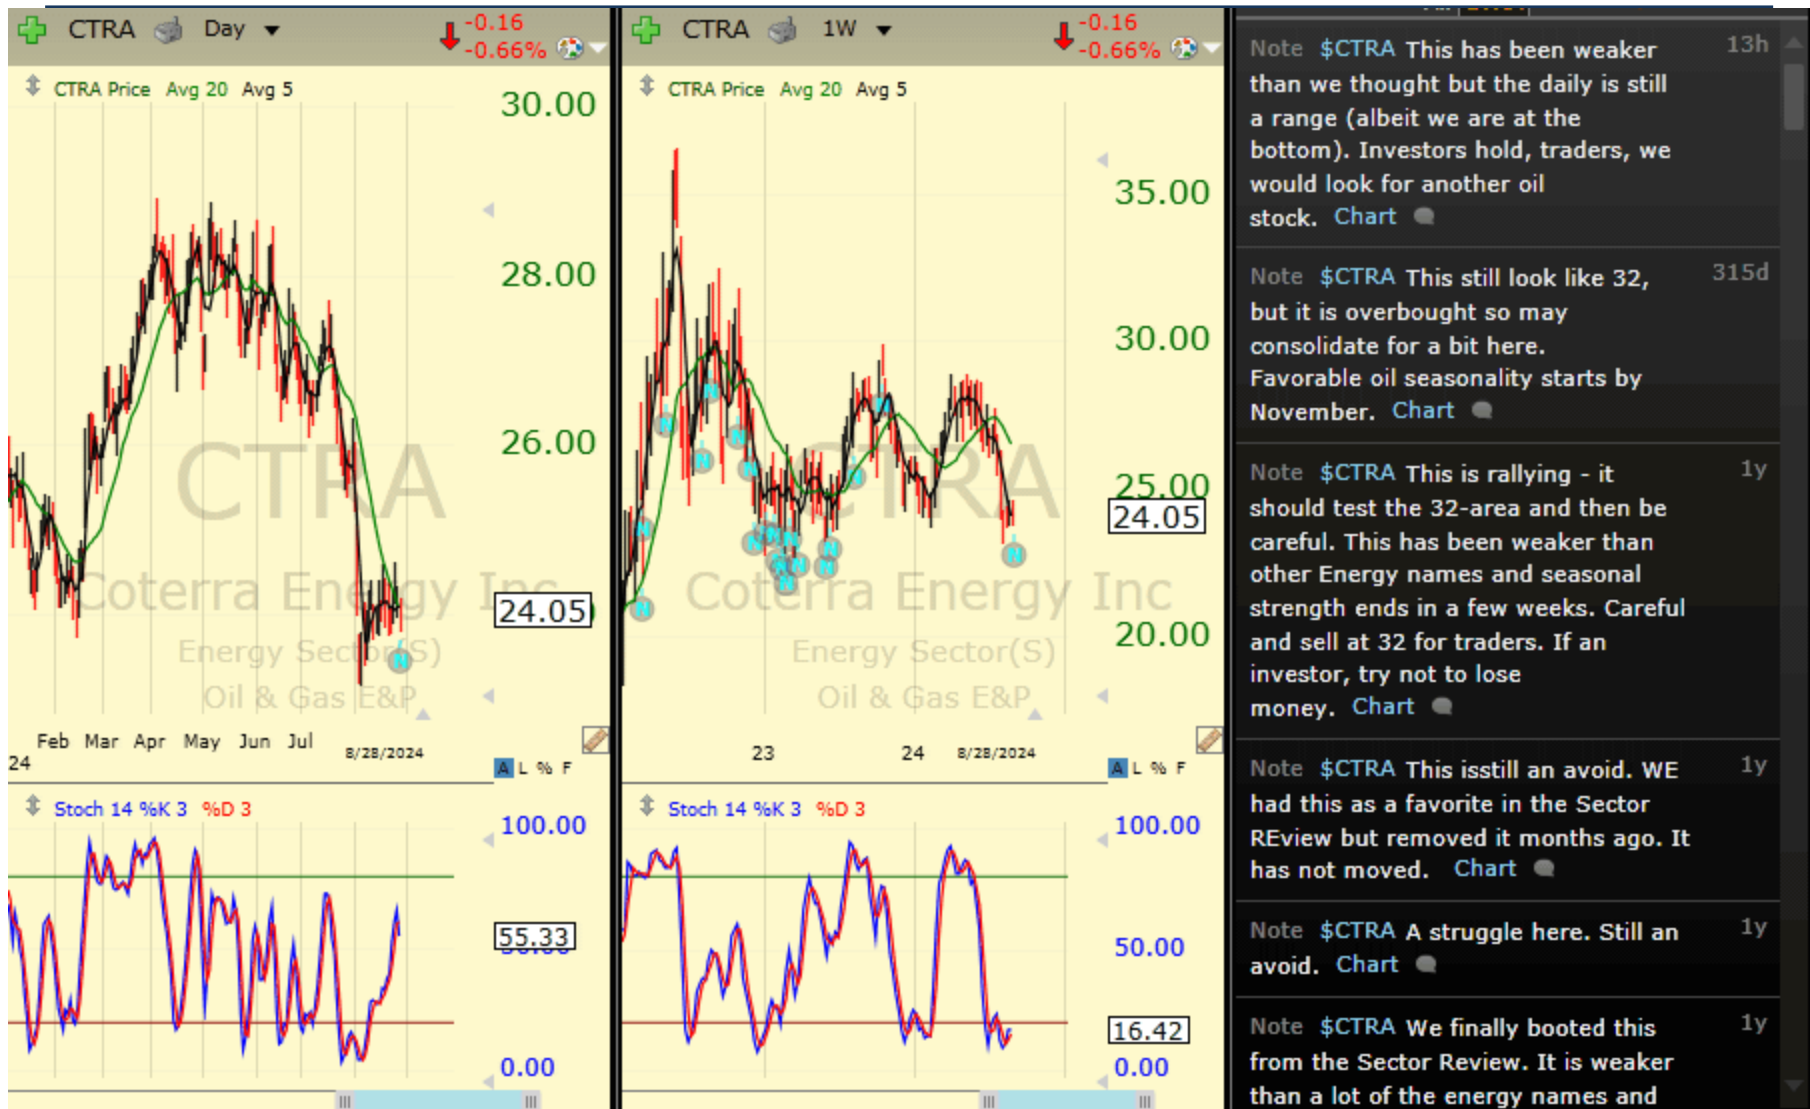 CTRA Day -0.16
-0.66%
CTRA Price Avg 20 Avg 5
30.00
28.00
26.00
24.05
CTRA
Coterra Energy Inc
Energy Sector(S)
Oil & Gas E&P
N
Feb Mar Apr May Jun Jul 8/28/2024
24
A L % F
Stoch 14 %K 3 %D 3
100.00
55.33
0.00
CTRA 1W -0.16
-0.66%
CTRA Price Avg 20 Avg 5
35.00
30.00
25.00
24.05
20.00
CTRA
Coterra Energy Inc
Energy Sector(S)
Oil & Gas E&P
N
23 24 8/28/2024
A L % F
Stoch 14 %K 3 %D 3
100.00
50.00
16.42
0.00
Note $CTRA This has been weaker 13h
than we thought but the daily is still
a range (albeit we are at the
bottom). Investors hold, traders, we
would look for another oil
stock. Chart
Note $CTRA This still look like 32, 315d
but it is overbought so may
consolidate for a bit here.
Favorable oil seasonality starts by
November. Chart
Note $CTRA This is rallying - it 1y
should test the 32-area and then be
careful. This has been weaker than
other Energy names and seasonal
strength ends in a few weeks. Careful
and sell at 32 for traders. If an
investor, try not to lose
money. Chart
Note $CTRA This isstill an avoid. WE 1y
had this as a favorite in the Sector
REview but removed it months ago. It
has not moved. Chart
Note $CTRA A struggle here. Still an 1y
avoid. Chart
Note $CTRA We finally booted this 1y
from the Sector Review. It is weaker
than a lot of the energy names and